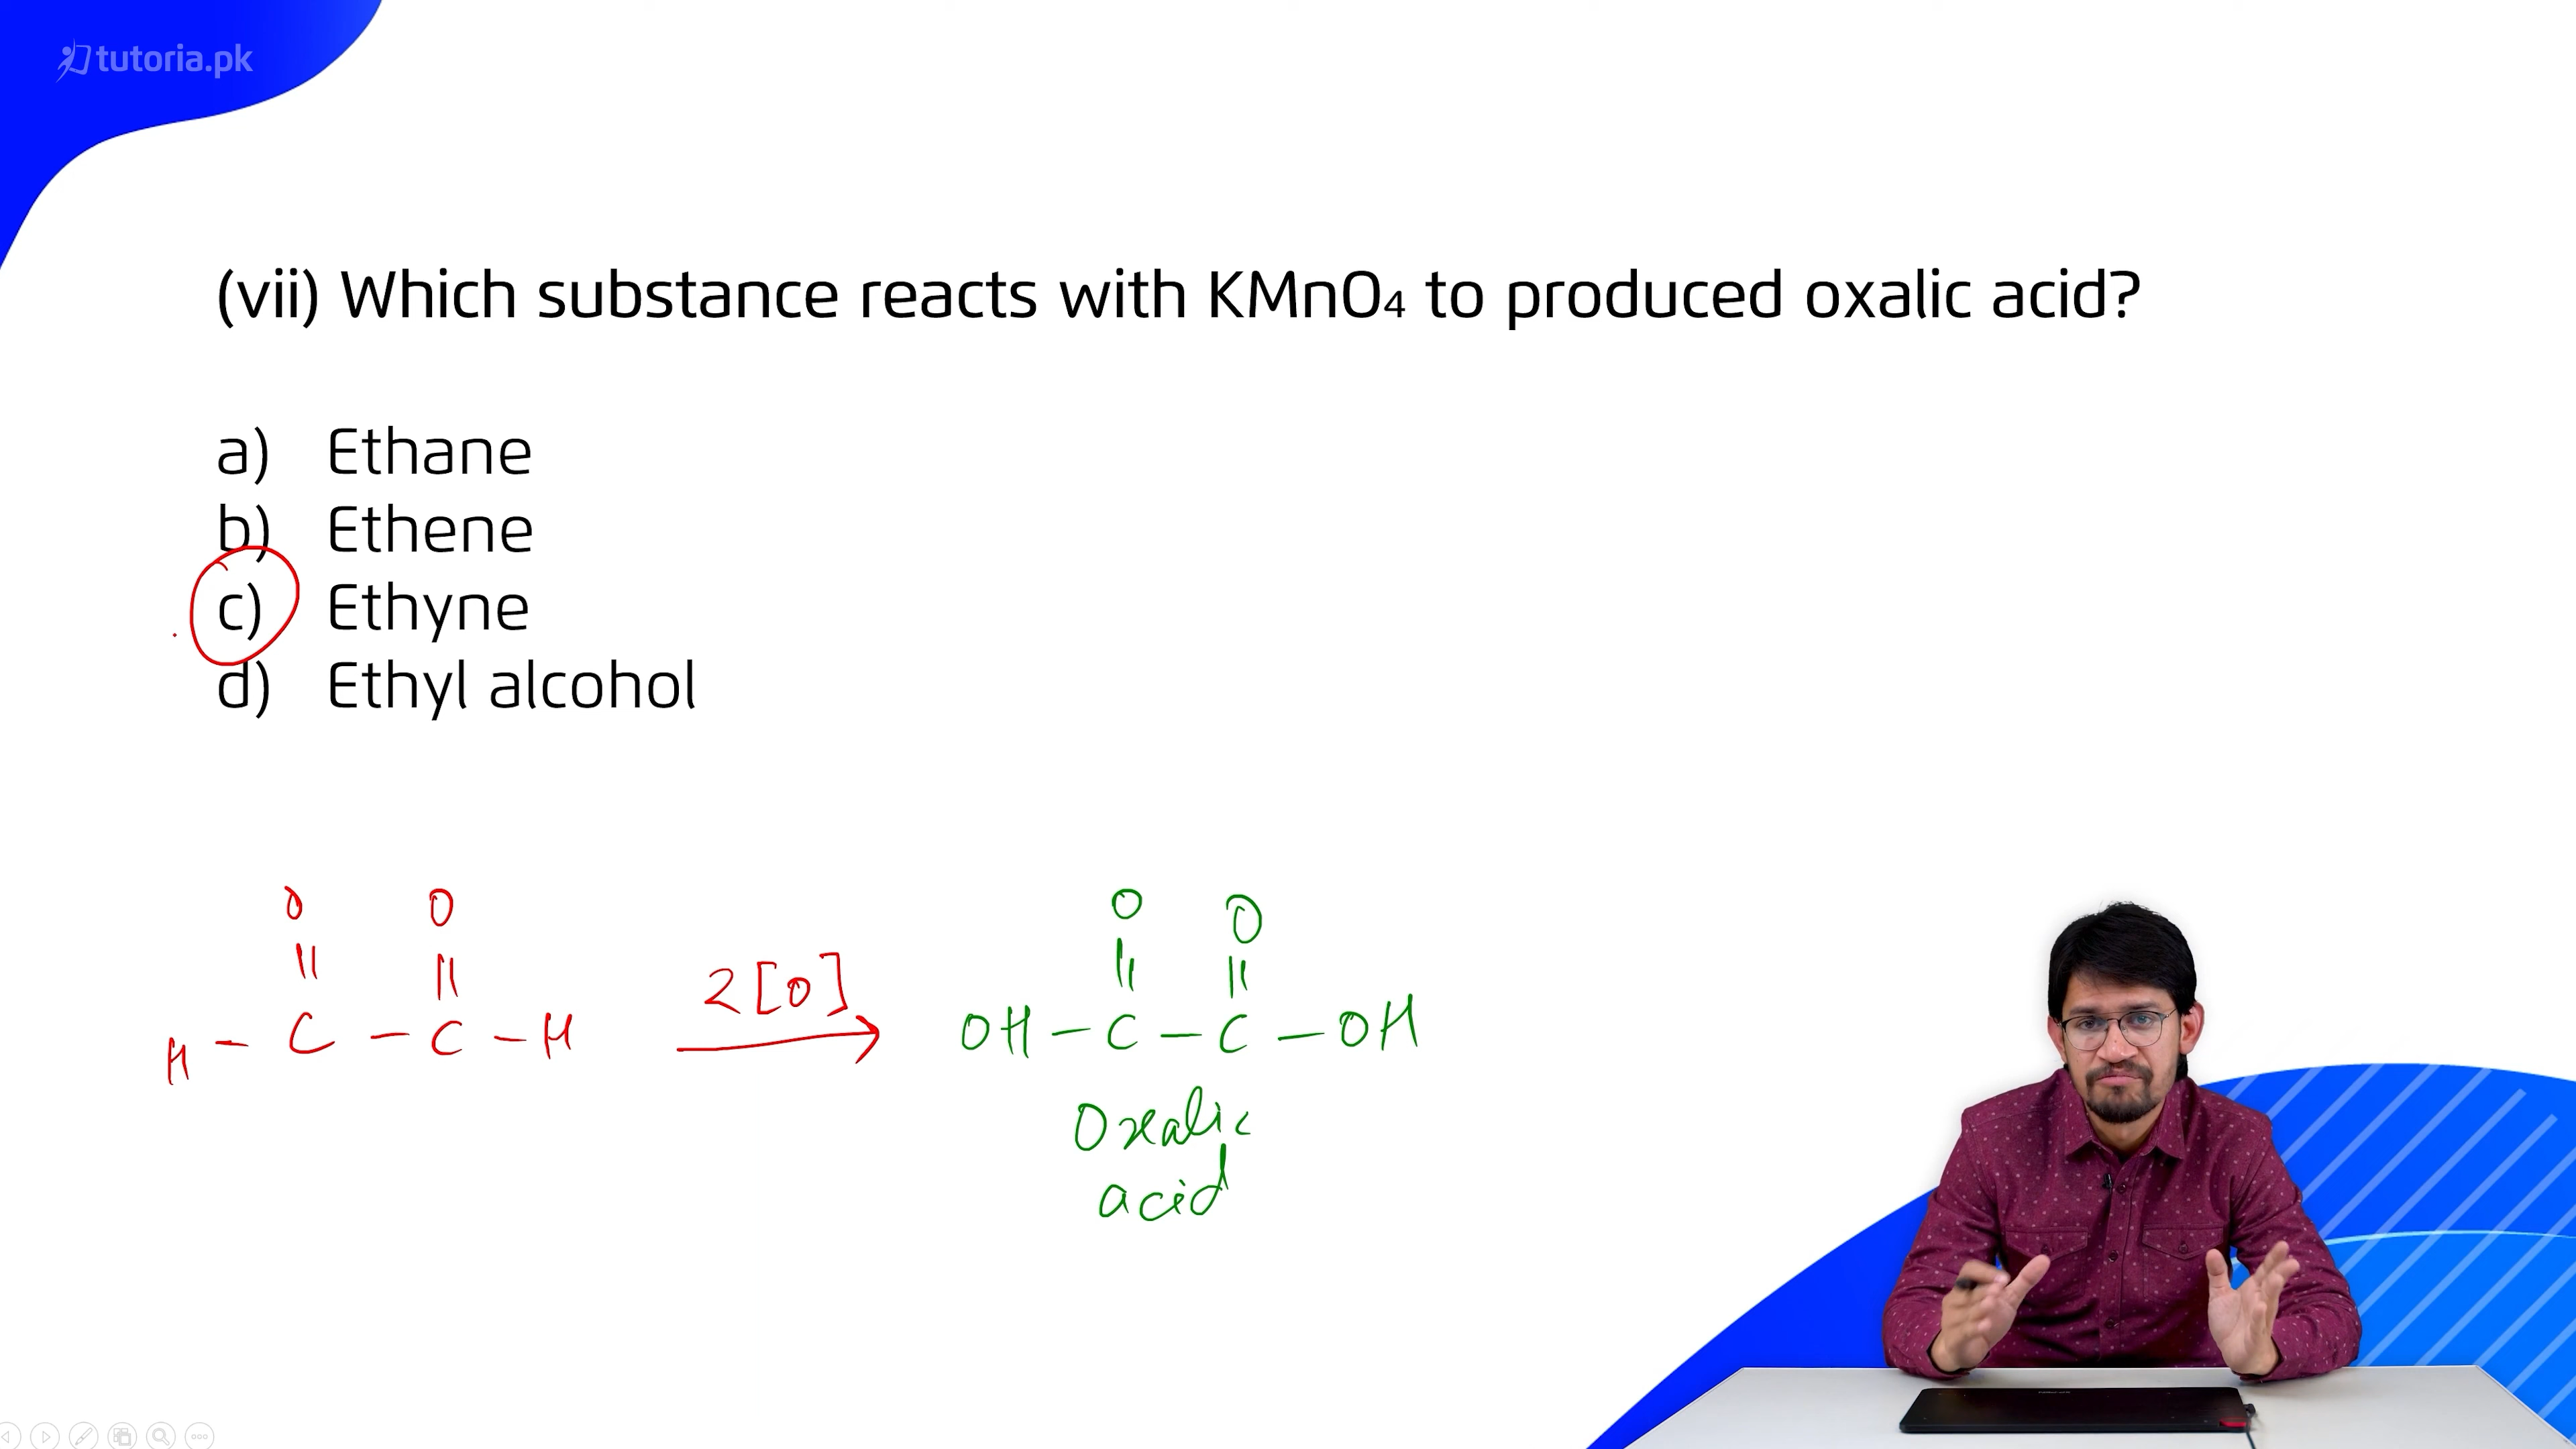 tutoria.pk
(vii) Which substance reacts with KMnO₄ to produced oxalic acid?
a) Ethane
b) Ethene
c) Ethyne
d) Ethyl alcohol
O O
|| ||
H - C - C - H
2[O]
O O
|| ||
OH - C - C - OH
Oxalic
acid